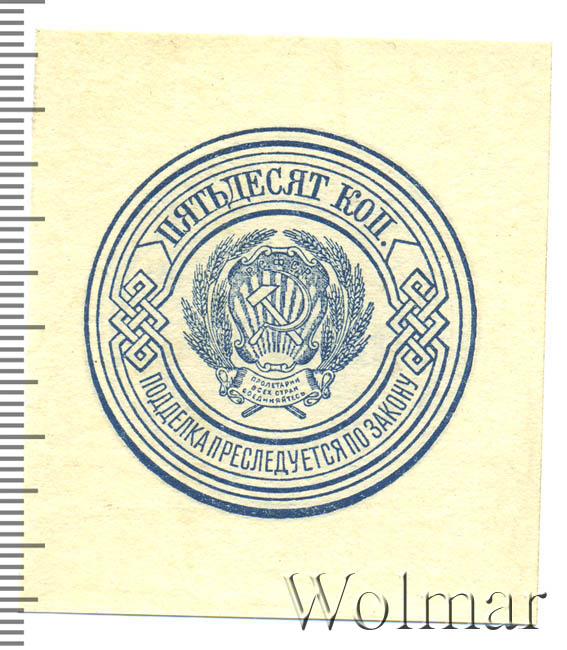 ПЯТЬДЕСЯТ КОП.
ПРОЛЕТАРИИ
ВСЕХ СТРАН
СОЕДИНЯЙТЕСЬ
ПОДДЕЛКА ПРЕСЛЕДУЕТСЯ ПО ЗАКОНУ
Wolmar